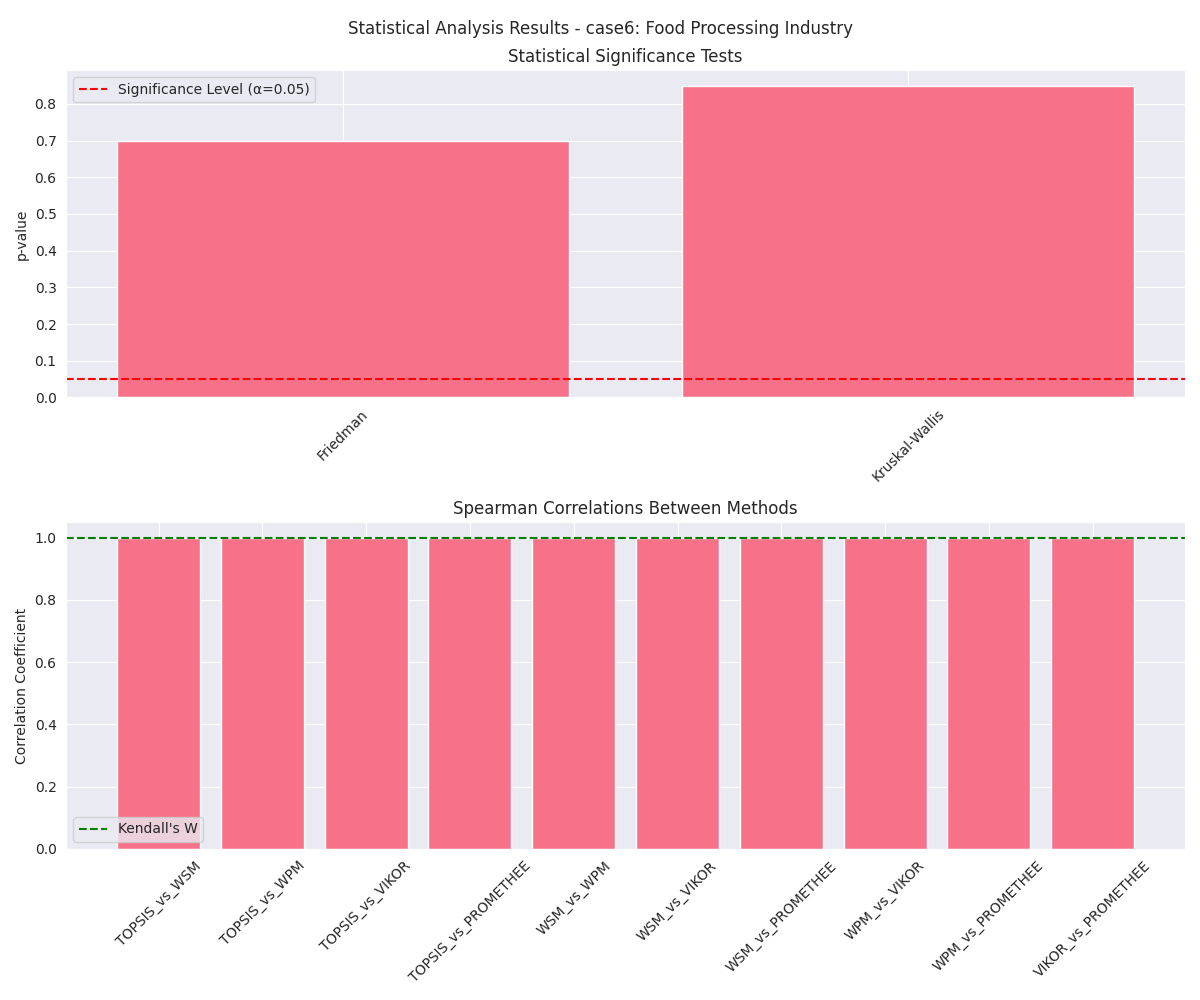 Statistical Analysis Results - case6: Food Processing Industry
Statistical Significance Tests
Significance Level (α=0.05)
p-value
0.8
0.7
0.6
0.5
0.4
0.3
0.2
0.1
0.0
Friedman
Kruskal-Wallis
Spearman Correlations Between Methods
Correlation Coefficient
1.0
0.8
0.6
0.4
0.2
0.0
Kendall's W
TOPSIS_vs_WSM
TOPSIS_vs_WPM
TOPSIS_vs_VIKOR
TOPSIS_vs_PROMETHEE
WSM_vs_WPM
WSM_vs_VIKOR
WSM_vs_PROMETHEE
WPM_vs_VIKOR
WPM_vs_PROMETHEE
VIKOR_vs_PROMETHEE